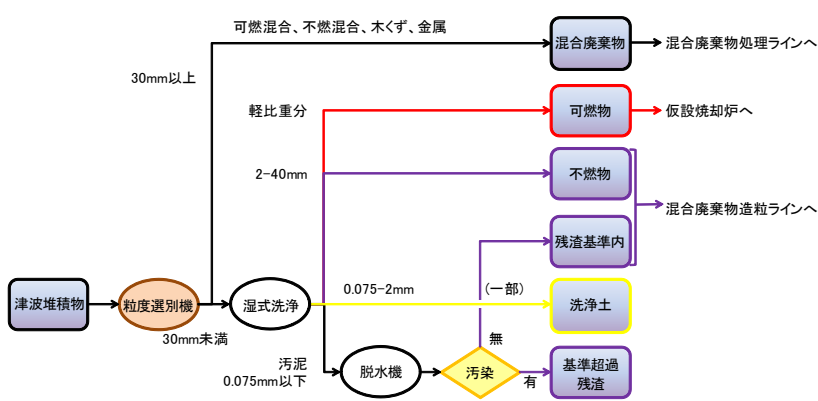 可燃混合、不燃混合、木くず、金属
混合廃棄物
混合廃棄物処理ラインへ
30mm以上
軽比重分
可燃物
仮設焼却炉へ
2-40mm
不燃物
混合廃棄物造粒ラインへ
残渣基準内
津波堆積物
粒度選別機
湿式洗浄
0.075-2mm
(一部)
洗浄土
30mm未満
無
汚泥
0.075mm以下
脱水機
汚染
有
基準超過
残渣